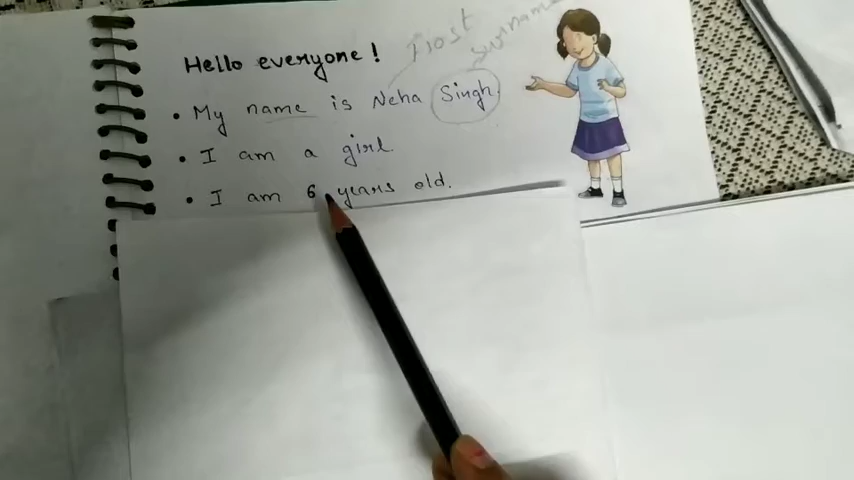 First surname
Hello everyone!
• My name is Neha Singh
• I am a girl
• I am 6 years old.